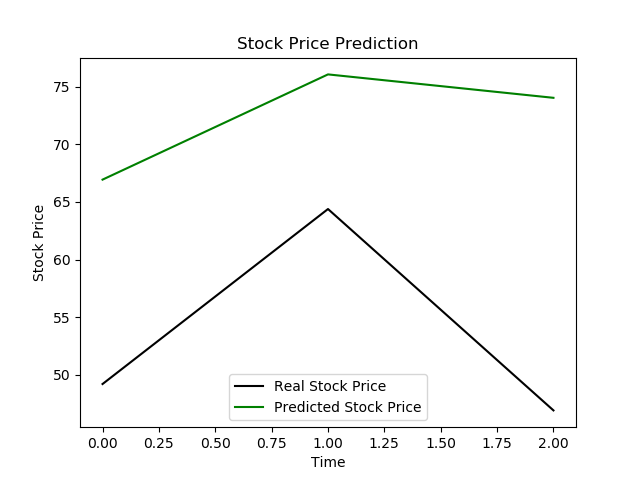 Stock Price Prediction
75
70
65
60
55
50
Stock Price
Real Stock Price
Predicted Stock Price
0.00 0.25 0.50 0.75 1.00 1.25 1.50 1.75 2.00
Time